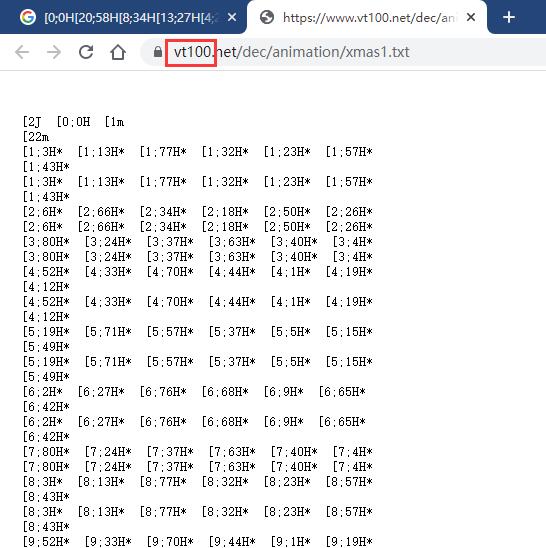 [0;0H[20;58H[8;34H[13;27H[4;2
https://www.vt100.net/dec/ani
vt100.net/dec/animation/xmas1.txt
[2J [0;0H [1m
[22m
[1;3H* [1;13H* [1;77H* [1;32H* [1;23H* [1;57H*
[1;43H*
[1;3H* [1;13H* [1;77H* [1;32H* [1;23H* [1;57H*
[1;43H*
[2;6H* [2;66H* [2;34H* [2;18H* [2;50H* [2;26H*
[2;6H* [2;66H* [2;34H* [2;18H* [2;50H* [2;26H*
[3;80H* [3;24H* [3;37H* [3;63H* [3;40H* [3;4H*
[3;80H* [3;24H* [3;37H* [3;63H* [3;40H* [3;4H*
[4;52H* [4;33H* [4;70H* [4;44H* [4;1H* [4;19H*
[4;12H*
[4;52H* [4;33H* [4;70H* [4;44H* [4;1H* [4;19H*
[4;12H*
[5;19H* [5;71H* [5;57H* [5;37H* [5;5H* [5;15H*
[5;49H*
[5;19H* [5;71H* [5;57H* [5;37H* [5;5H* [5;15H*
[5;49H*
[6;2H* [6;27H* [6;76H* [6;68H* [6;9H* [6;65H*
[6;42H*
[6;2H* [6;27H* [6;76H* [6;68H* [6;9H* [6;65H*
[6;42H*
[7;80H* [7;24H* [7;37H* [7;63H* [7;40H* [7;4H*
[7;80H* [7;24H* [7;37H* [7;63H* [7;40H* [7;4H*
[8;3H* [8;13H* [8;77H* [8;32H* [8;23H* [8;57H*
[8;43H*
[8;3H* [8;13H* [8;77H* [8;32H* [8;23H* [8;57H*
[8;43H*
[9;52H* [9;33H* [9;70H* [9;44H* [9;1H* [9;19H*